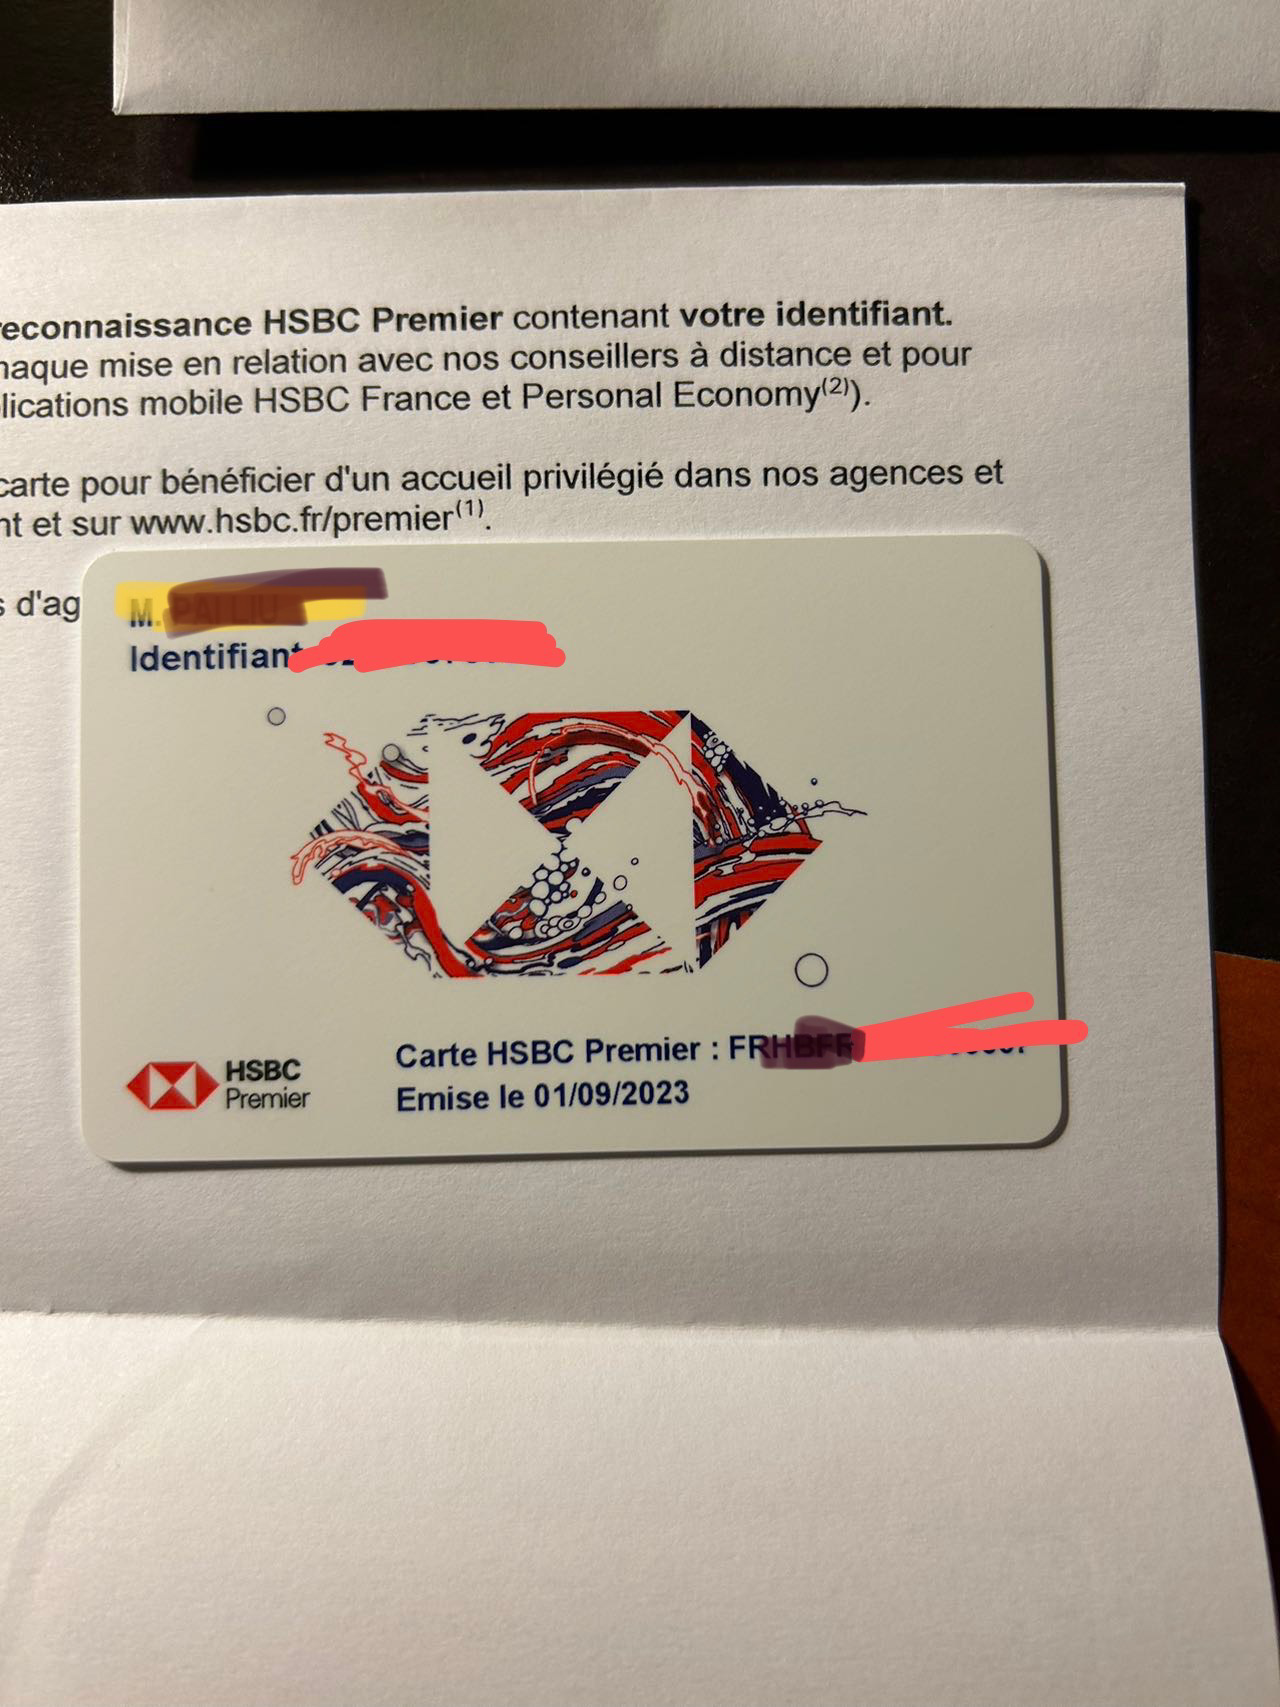 reconnaissance HSBC Premier contenant votre identifiant.
mise en relation avec nos conseillers à distance et pour
lications mobile HSBC France et Personal Economy(2)).
carte pour bénéficier d'un accueil privilégié dans nos agences et
nt et sur www.hsbc.fr/premier(1).
s d'ag
M.
Identifiant
Carte HSBC Premier : FR
Emise le 01/09/2023
HSBC
Premier